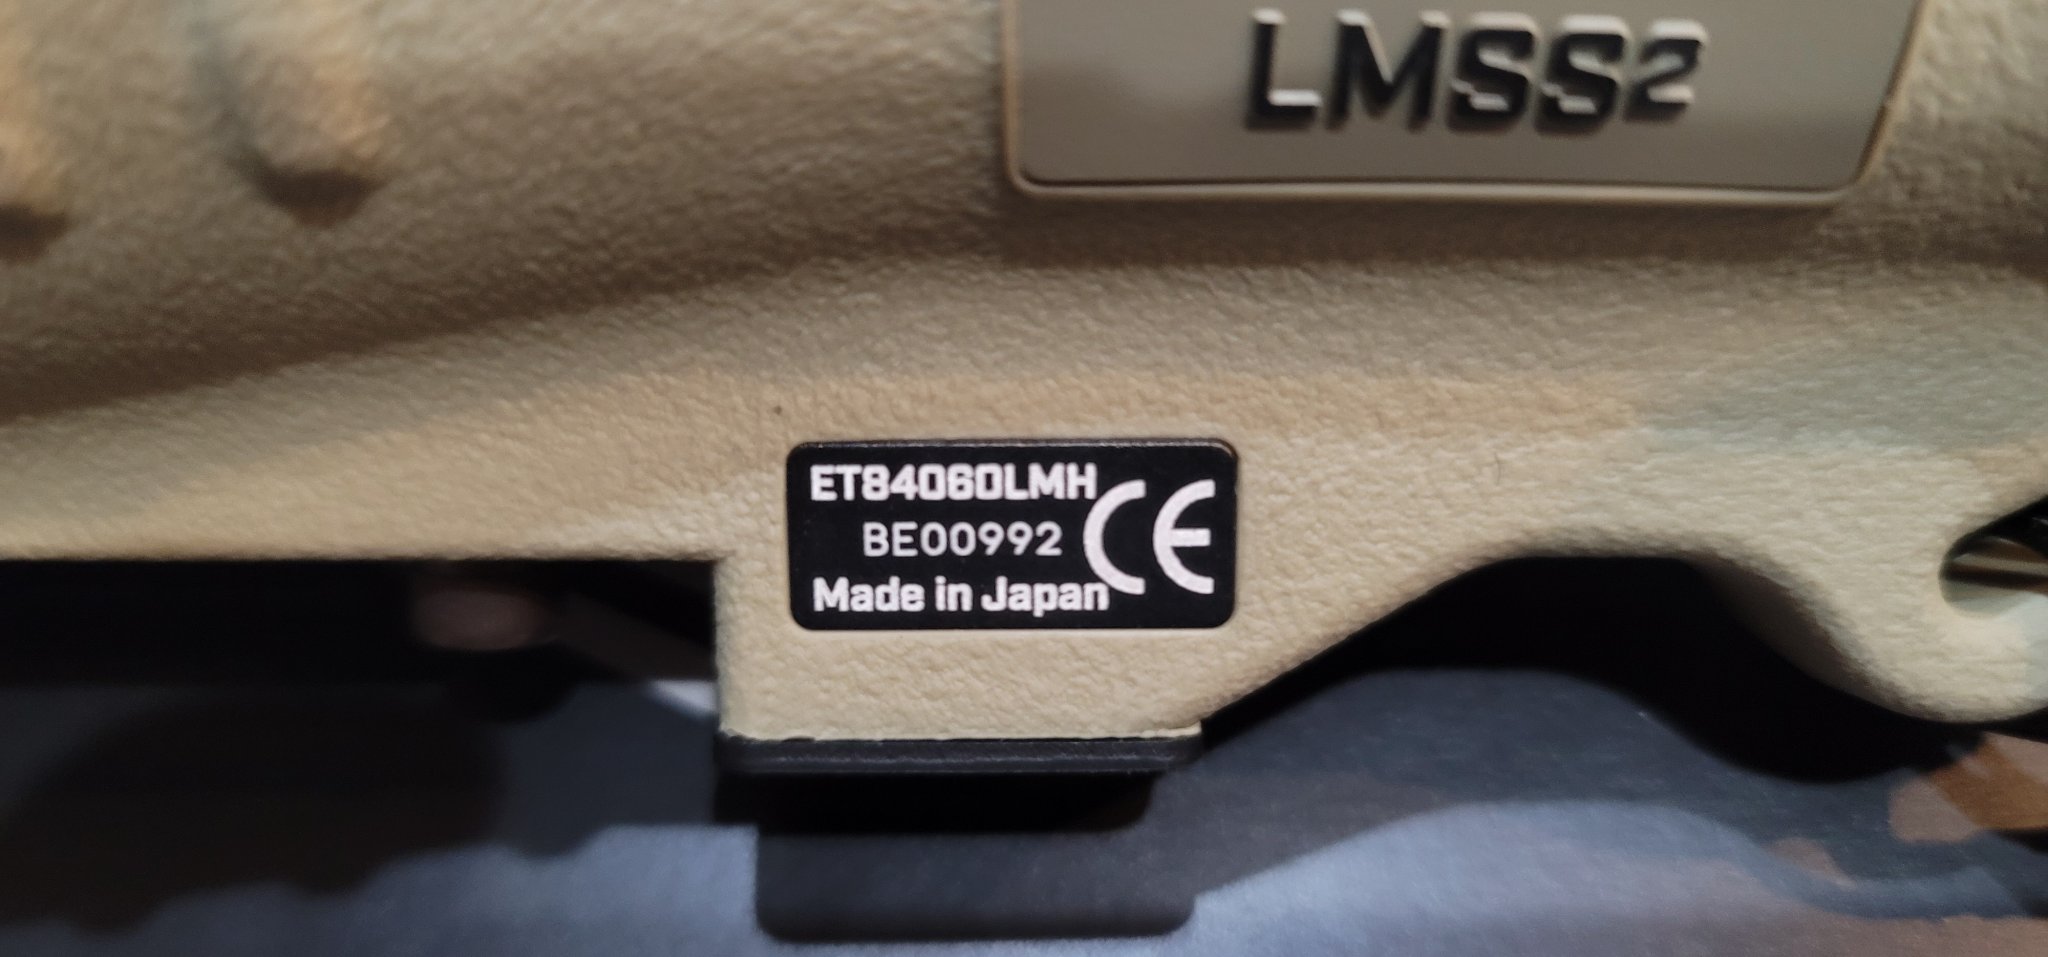 LMSS2
ET84060LMH
BE00992
Made in Japan
CE